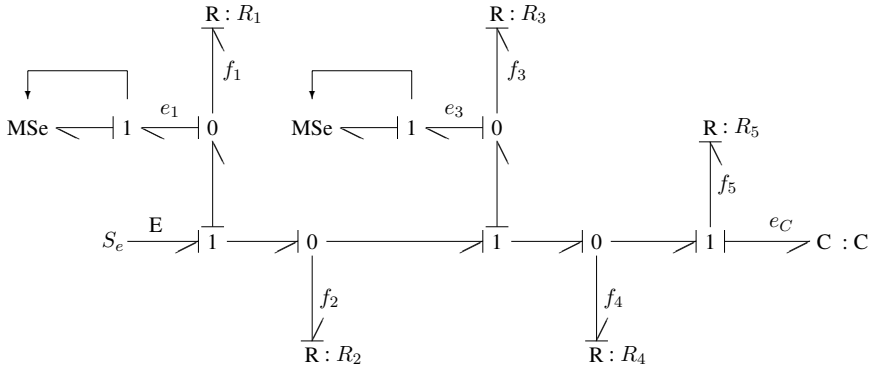 R : R₁
R : R₃
f₁
f₃
MSe 1 e₁ 0
MSe 1 e₃ 0
R : R₅
f₅
Sₑ E 1 0 1 0 1 e_C C : C
f₂
f₄
R : R₂
R : R₄